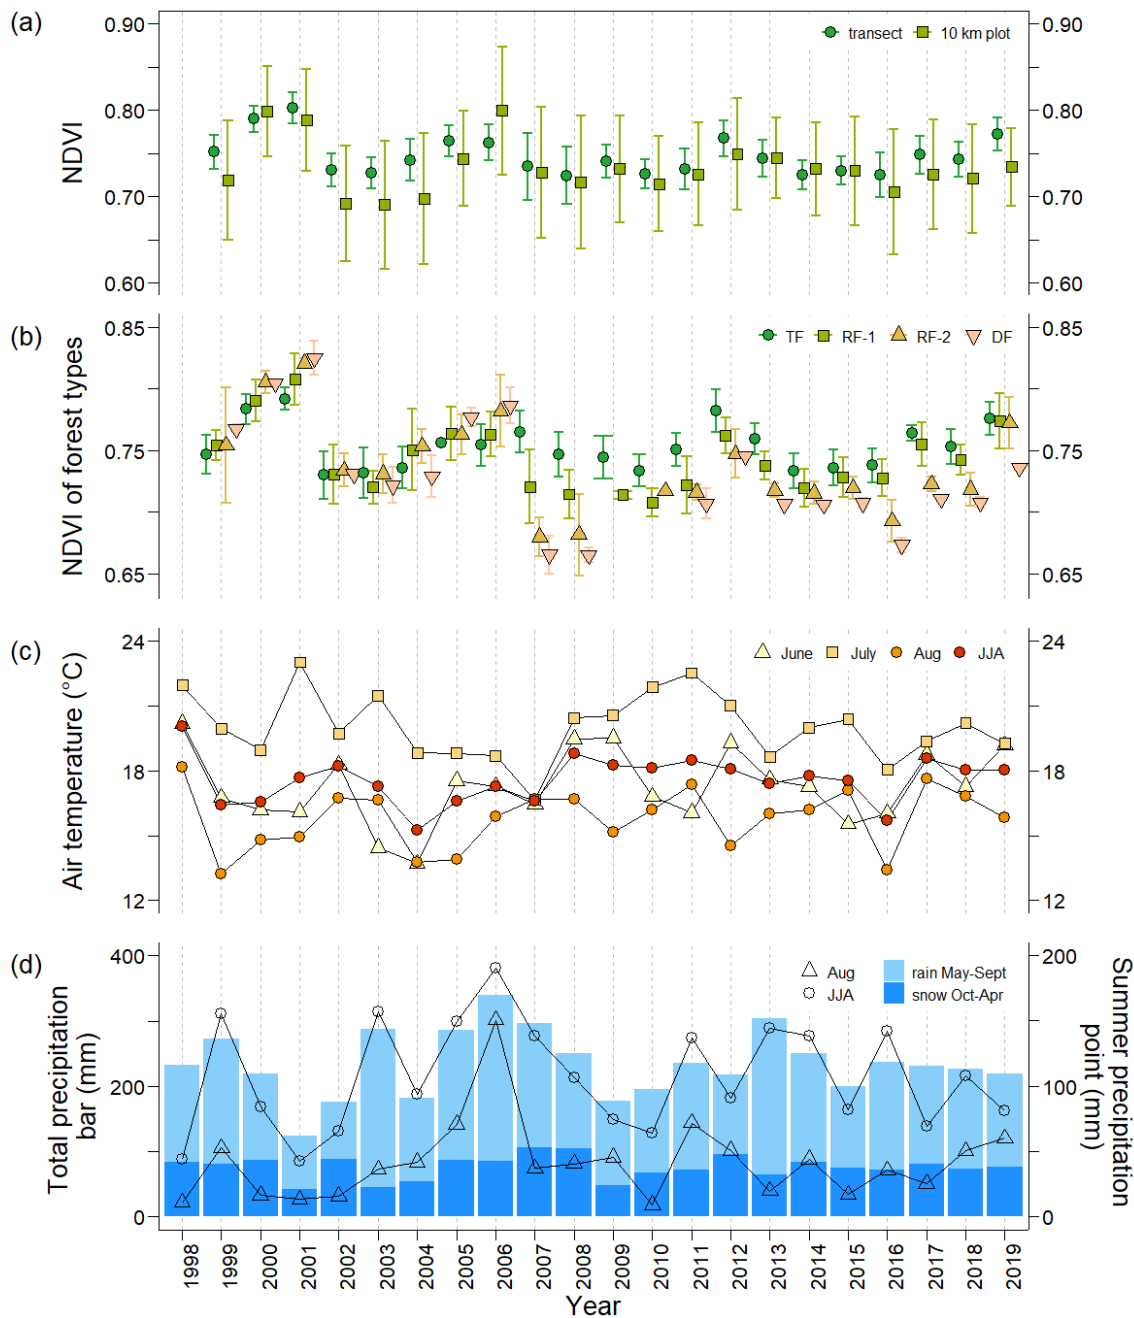 (a)
NDVI
0.90
0.80
0.70
0.60
transect
10 km plot
0.90
0.80
0.70
0.60
(b)
NDVI of forest types
0.85
0.75
0.65
TF
RF-1
RF-2
DF
0.85
0.75
0.65
(c)
Air temperature (°C)
24
18
12
June
July
Aug
JJA
24
18
12
(d)
Total precipitation
bar (mm)
400
200
0
Aug
JJA
rain May-Sept
snow Oct-Apr
200
100
0
Summer precipitation
point (mm)
1998
1999
2000
2001
2002
2003
2004
2005
2006
2007
2008
2009
2010
2011
2012
2013
2014
2015
2016
2017
2018
2019
Year